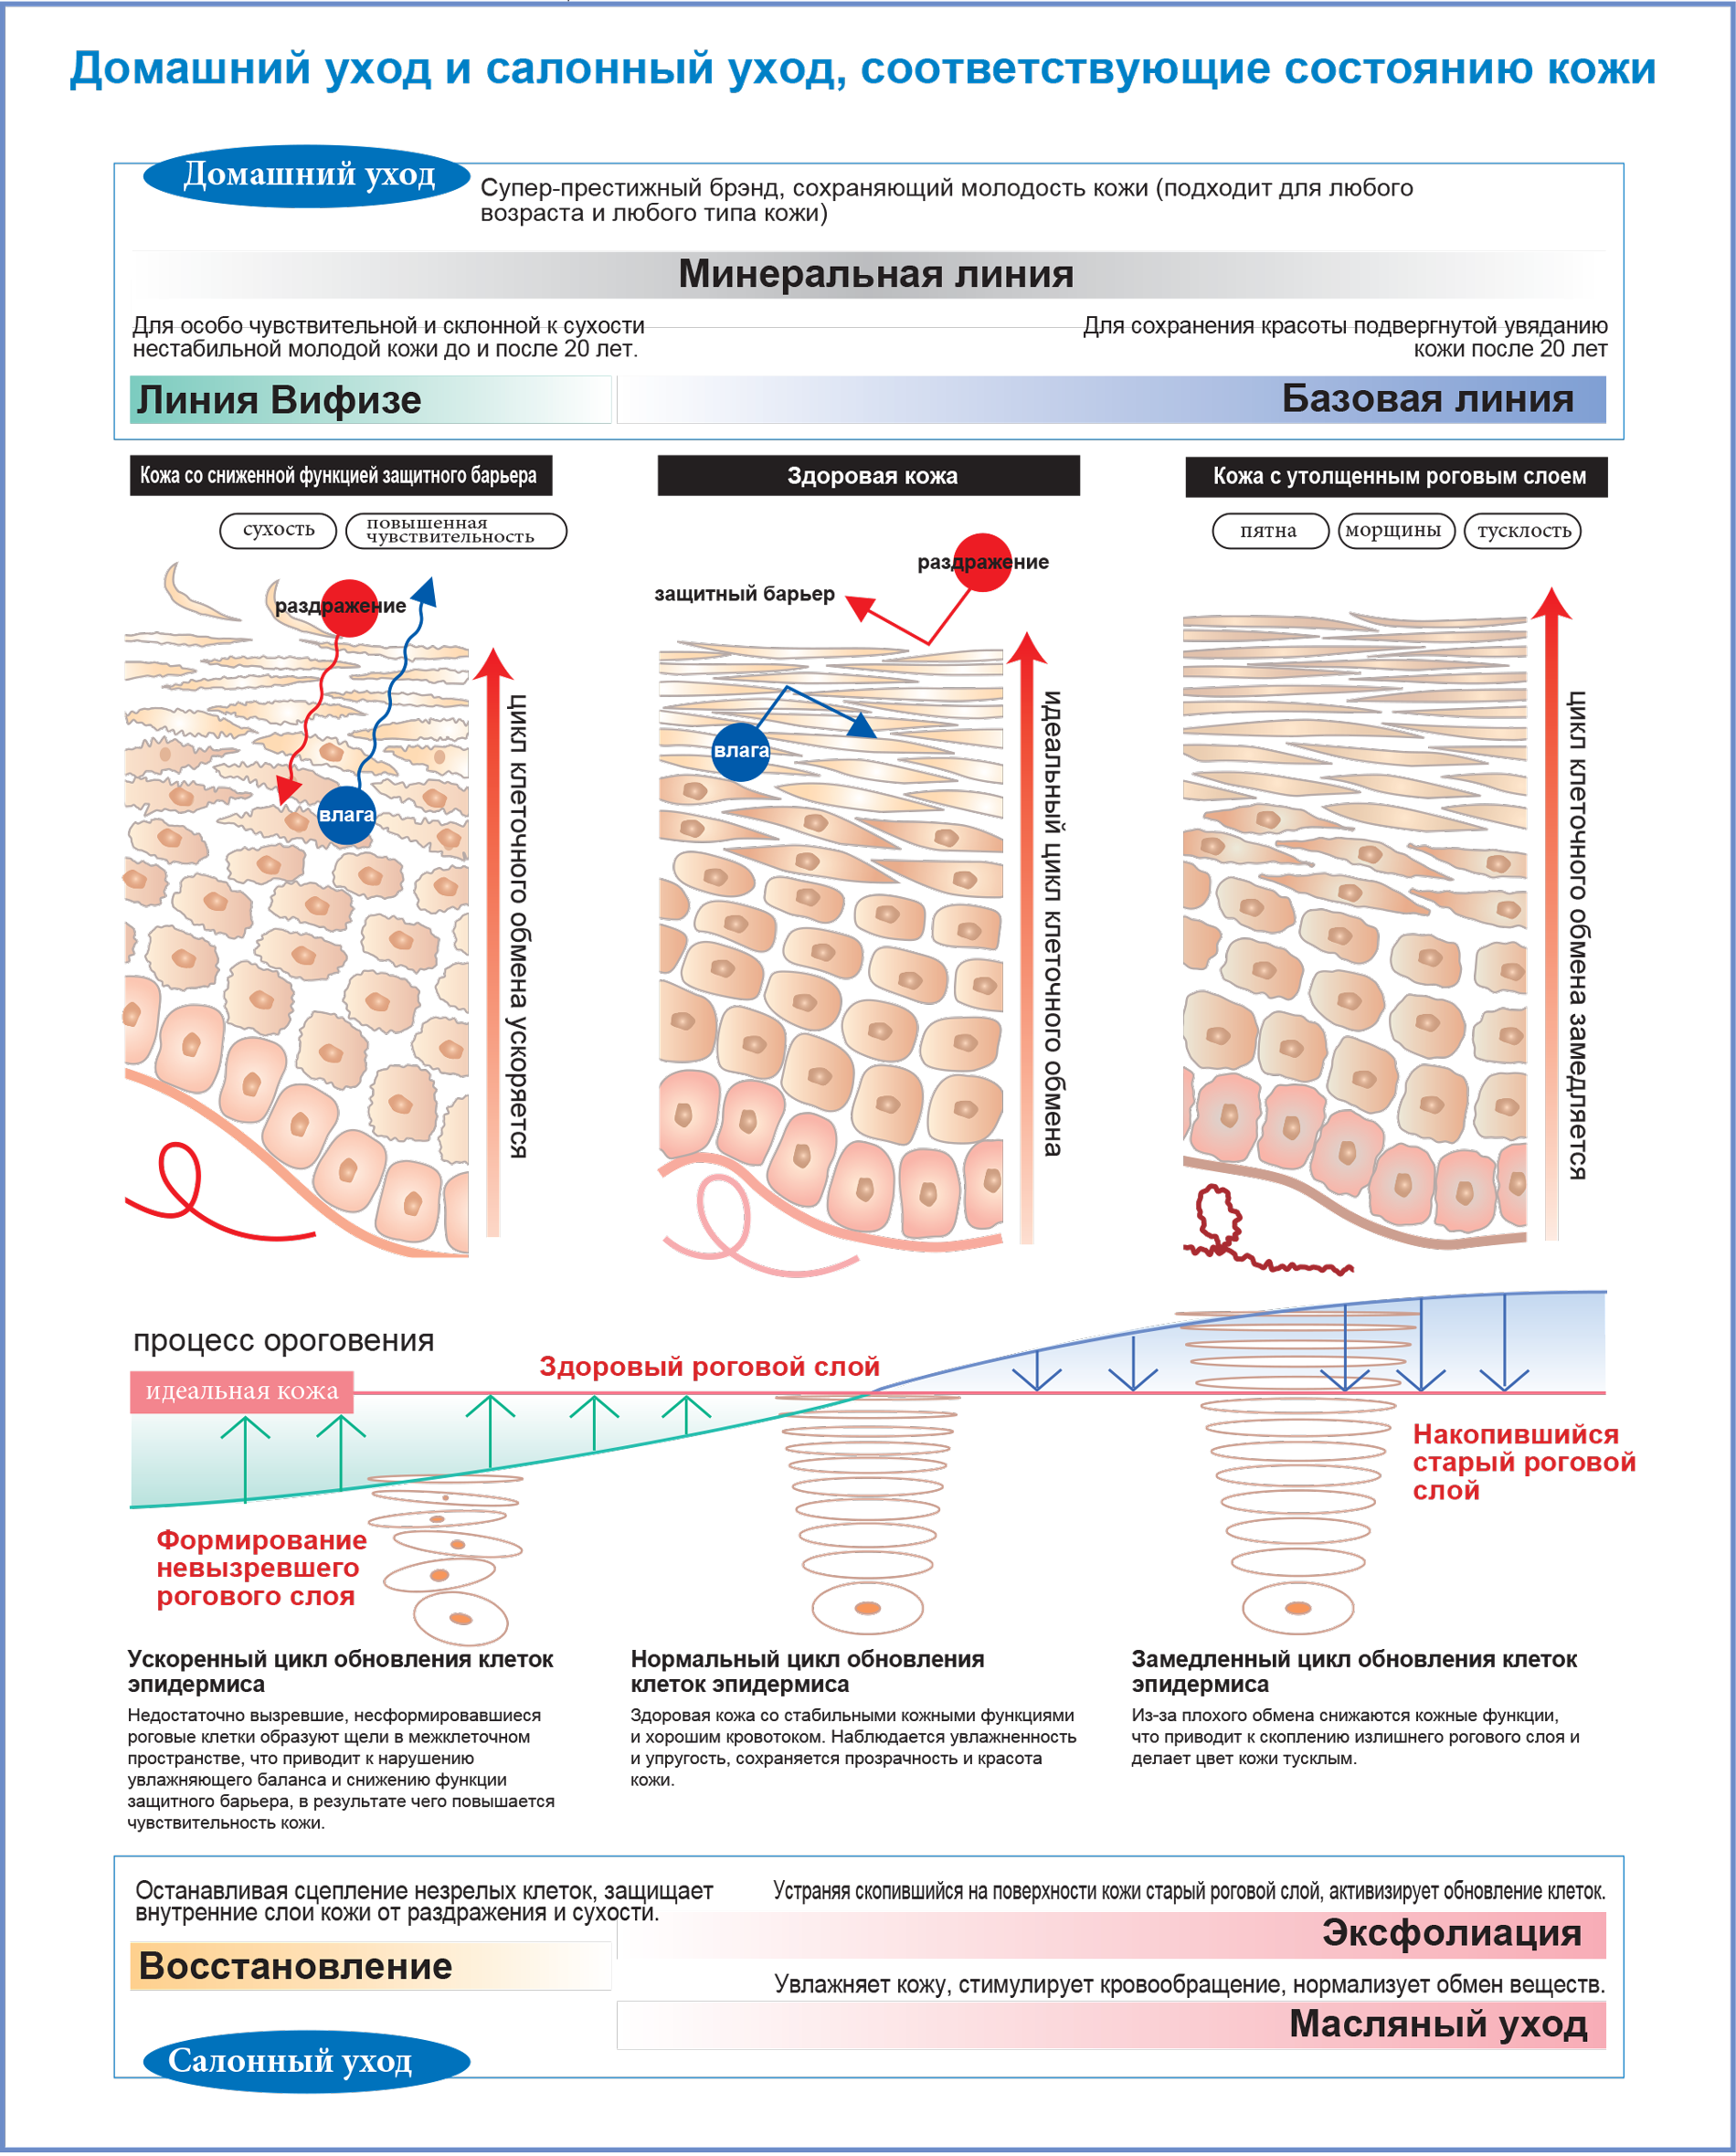 Домашний уход и салонный уход, соответствующие состоянию кожи
Домашний уход
Супер-престижный брэнд, сохраняющий молодость кожи (подходит для любого
возраста и любого типа кожи)
Минеральная линия
Для особо чувствительной и склонной к сухости
нестабильной молодой кожи до и после 20 лет.
Для сохранения красоты подвергнутой увяданию
кожи после 20 лет
Линия Вифизе
Базовая линия
Кожа со сниженной функцией защитного барьера
Здоровая кожа
Кожа с утолщенным роговым слоем
сухость
повышенная
чувствительность
пятна
морщины
тусклость
раздражение
влага
цикл клеточного обмена ускоряется
раздражение
защитный барьер
влага
идеальный цикл клеточного обмена
цикл клеточного обмена замедляется
процесс ороговения
идеальная кожа
Здоровый роговой слой
Накопившийся
старый роговой
слой
Формирование
невызревшего
рогового слоя
Ускоренный цикл обновления клеток
эпидермиса
Недостаточно вызревшие, несформировавшиеся
роговые клетки образуют щели в межклеточном
пространстве, что приводит к нарушению
увлажняющего баланса и снижению функции
защитного барьера, в результате чего повышается
чувствительность кожи.
Нормальный цикл обновления
клеток эпидермиса
Здоровая кожа со стабильными кожными функциями
и хорошим кровотоком. Наблюдается увлажненность
и упругость, сохраняется прозрачность и красота
кожи.
Замедленный цикл обновления клеток
эпидермиса
Из-за плохого обмена снижаются кожные функции,
что приводит к скоплению излишнего рогового слоя и
делает цвет кожи тусклым.
Останавливая сцепление незрелых клеток, защищает
внутренние слои кожи от раздражения и сухости.
Восстановление
Устраняя скопившийся на поверхности кожи старый роговой слой, активизирует обновление клеток.
Эксфолиация
Увлажняет кожу, стимулирует кровообращение, нормализует обмен веществ.
Масляный уход
Салонный уход